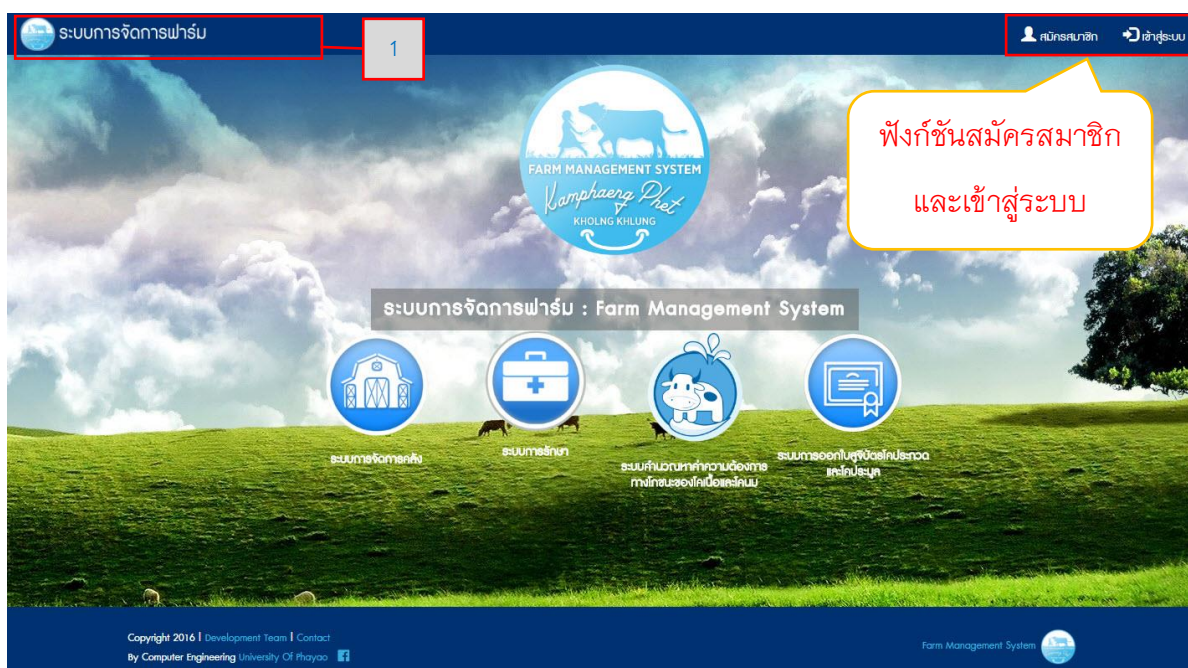 ระบบการจัดการฟาร์ม
1
สมัครสมาชิก
เข้าสู่ระบบ
ฟังก์ชันสมัครสมาชิก
และเข้าสู่ระบบ
FARM MANAGEMENT SYSTEM
Kamphaeng Phet
KHOLNG KHLUNG
ระบบการจัดการฟาร์ม : Farm Management System
ระบบการจัดการคลัง
ระบบการรักษา
ระบบคำนวณหาค่าความต้องการ
ทางโภชนะของโคเนื้อและโคนม
ระบบการออกใบสูจิบัตรโคประกวด
และโคประมูล
Copyright 2016 | Development Team | Contact
By Computer Engineering University Of Phayao
Farm Management System